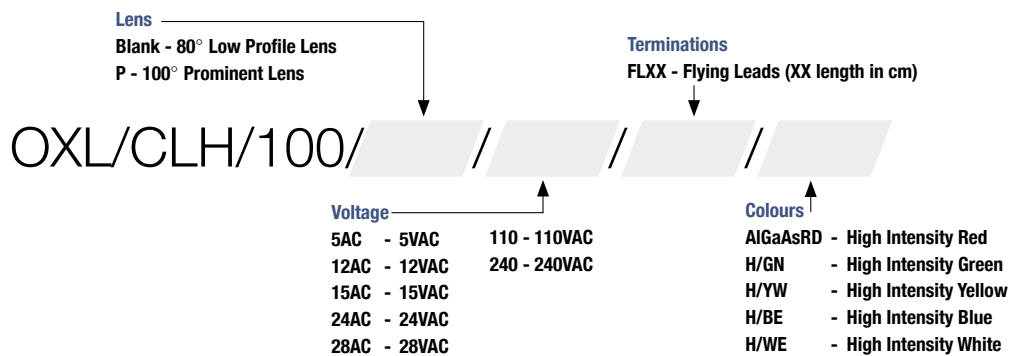 Lens
Blank - 80° Low Profile Lens
P - 100° Prominent Lens
Terminations
FLXX - Flying Leads (XX length in cm)
OXL/CLH/100/ / / /
Voltage
5AC - 5VAC 110 - 110VAC
12AC - 12VAC 240 - 240VAC
15AC - 15VAC
24AC - 24VAC
28AC - 28VAC
Colours
AlGaAsRD - High Intensity Red
H/GN - High Intensity Green
H/YW - High Intensity Yellow
H/BE - High Intensity Blue
H/WE - High Intensity White